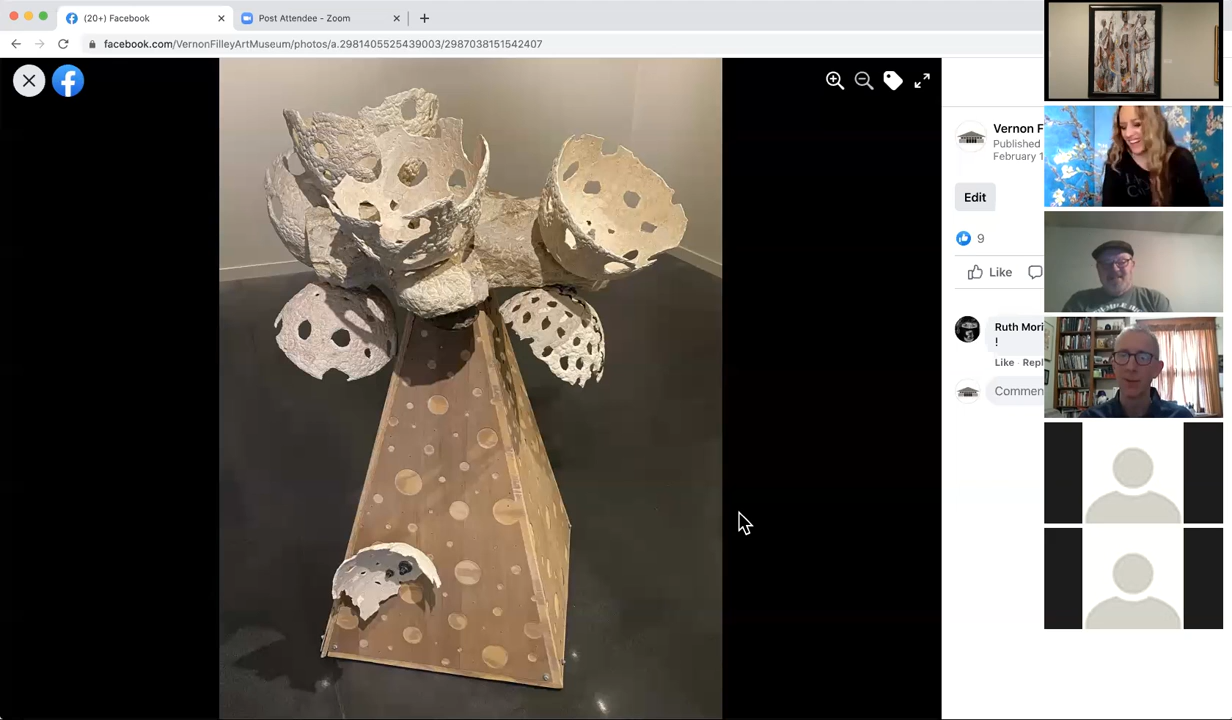 (20+) Facebook
Post Attendee - Zoom
facebook.com/VernonFilleyArtMuseum/photos/a.2981405525439003/2987038151542407
Vernon F
Published
February 1
Edit
9
Like
Ruth Mori
!
Like · Repl
Commen